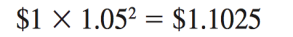 $1 × 1.05² = $1.1025